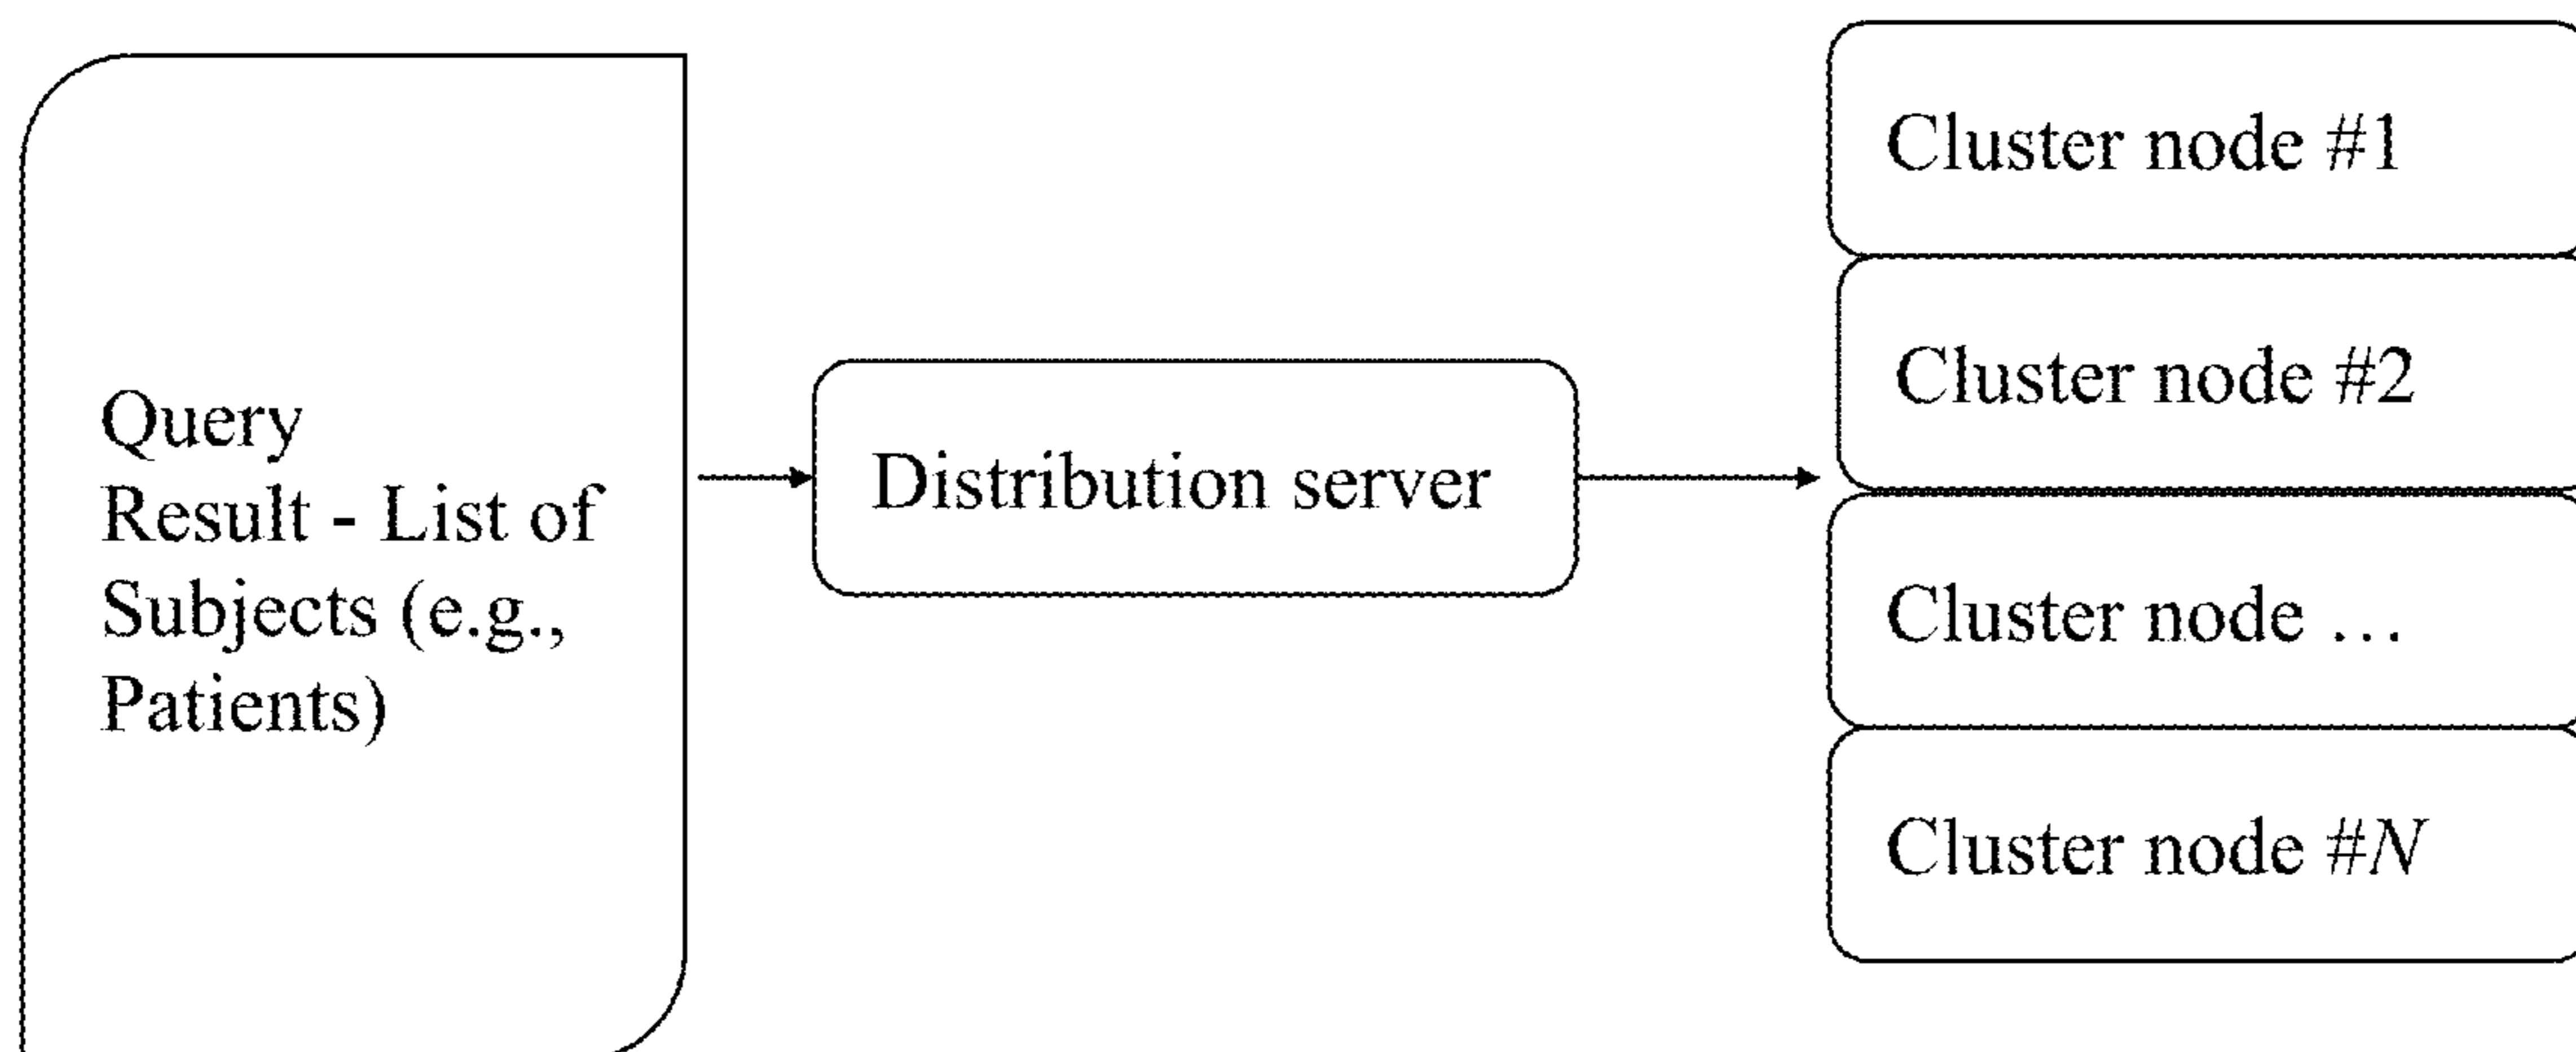 Query
Result - List of
Subjects (e.g.,
Patients)
Distribution server
Cluster node #1
Cluster node #2
Cluster node …
Cluster node #N